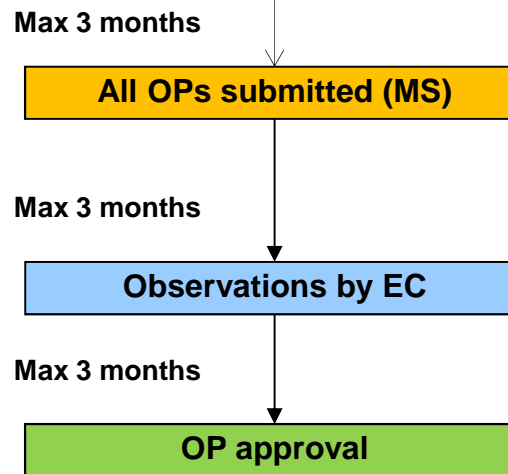 Max 3 months
All OPs submitted (MS)
Max 3 months
Observations by EC
Max 3 months
OP approval